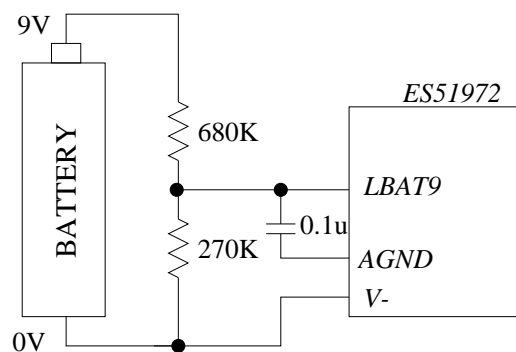 9V
ES51972
680K
LBAT9
BATTERY
0.1u
270K
AGND
V-
0V